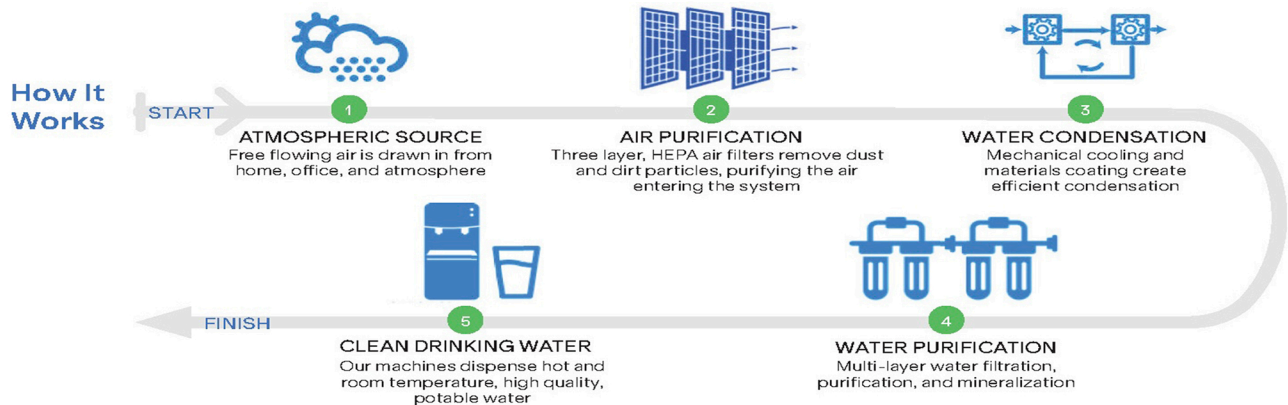 How It
Works
START
1
ATMOSPHERIC SOURCE
Free flowing air is drawn in from
home, office, and atmosphere
2
AIR PURIFICATION
Three layer, HEPA air filters remove dust
and dirt particles, purifying the air
entering the system
3
WATER CONDENSATION
Mechanical cooling and
materials coating create
efficient condensation
4
WATER PURIFICATION
Multi-layer water filtration,
purification, and mineralization
5
CLEAN DRINKING WATER
Our machines dispense hot and
room temperature, high quality,
potable water
FINISH